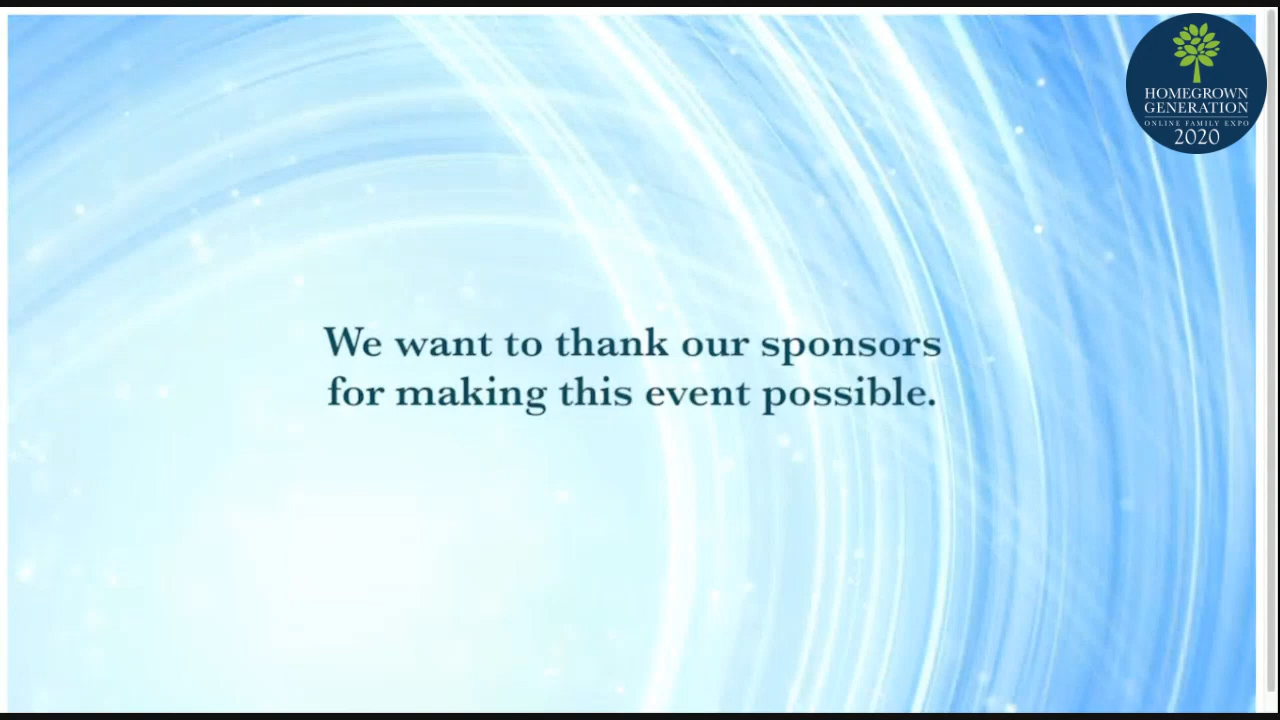 HOMEGROWN
GENERATION
ONLINE FAMILY EXPO
2020
We want to thank our sponsors
for making this event possible.